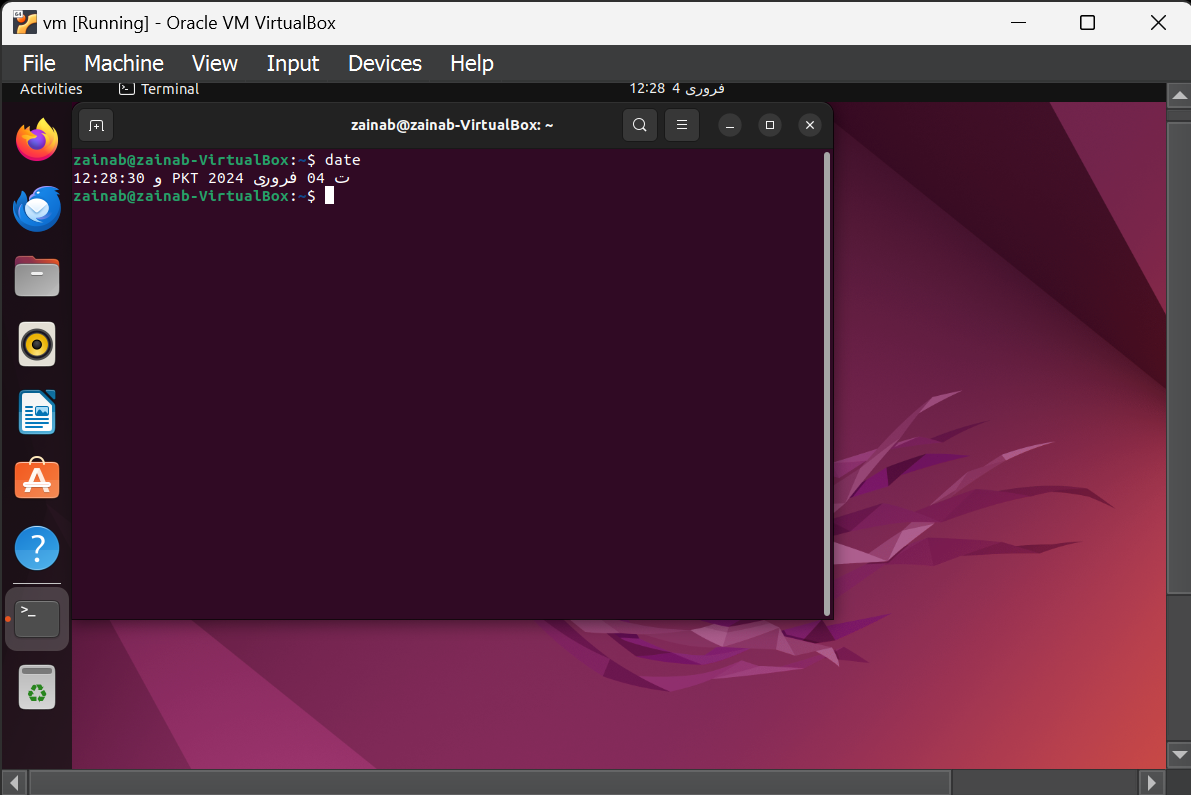 vm [Running] - Oracle VM VirtualBox
File Machine View Input Devices Help
Activities Terminal 12:28 4 فروری
zainab@zainab-VirtualBox: ~
zainab@zainab-VirtualBox:~$ date
12:28:30 و PKT 2024 ت 04 فروری
zainab@zainab-VirtualBox:~$